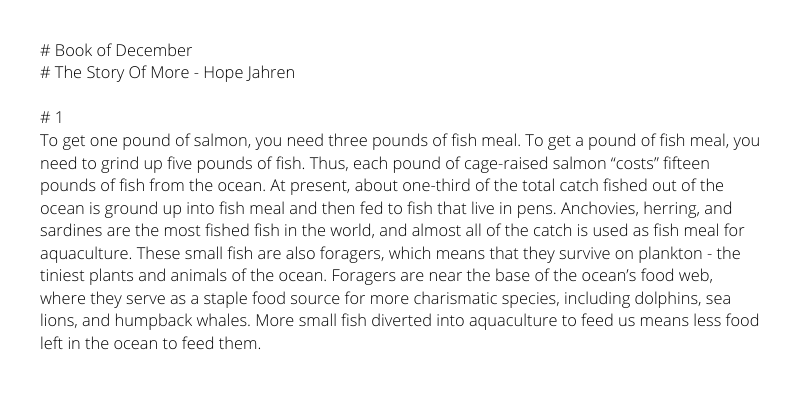 # Book of December
# The Story Of More - Hope Jahren
# 1
To get one pound of salmon, you need three pounds of fish meal. To get a pound of fish meal, you
need to grind up five pounds of fish. Thus, each pound of cage-raised salmon “costs” fifteen
pounds of fish from the ocean. At present, about one-third of the total catch fished out of the
ocean is ground up into fish meal and then fed to fish that live in pens. Anchovies, herring, and
sardines are the most fished fish in the world, and almost all of the catch is used as fish meal for
aquaculture. These small fish are also foragers, which means that they survive on plankton - the
tiniest plants and animals of the ocean. Foragers are near the base of the ocean’s food web,
where they serve as a staple food source for more charismatic species, including dolphins, sea
lions, and humpback whales. More small fish diverted into aquaculture to feed us means less food
left in the ocean to feed them.